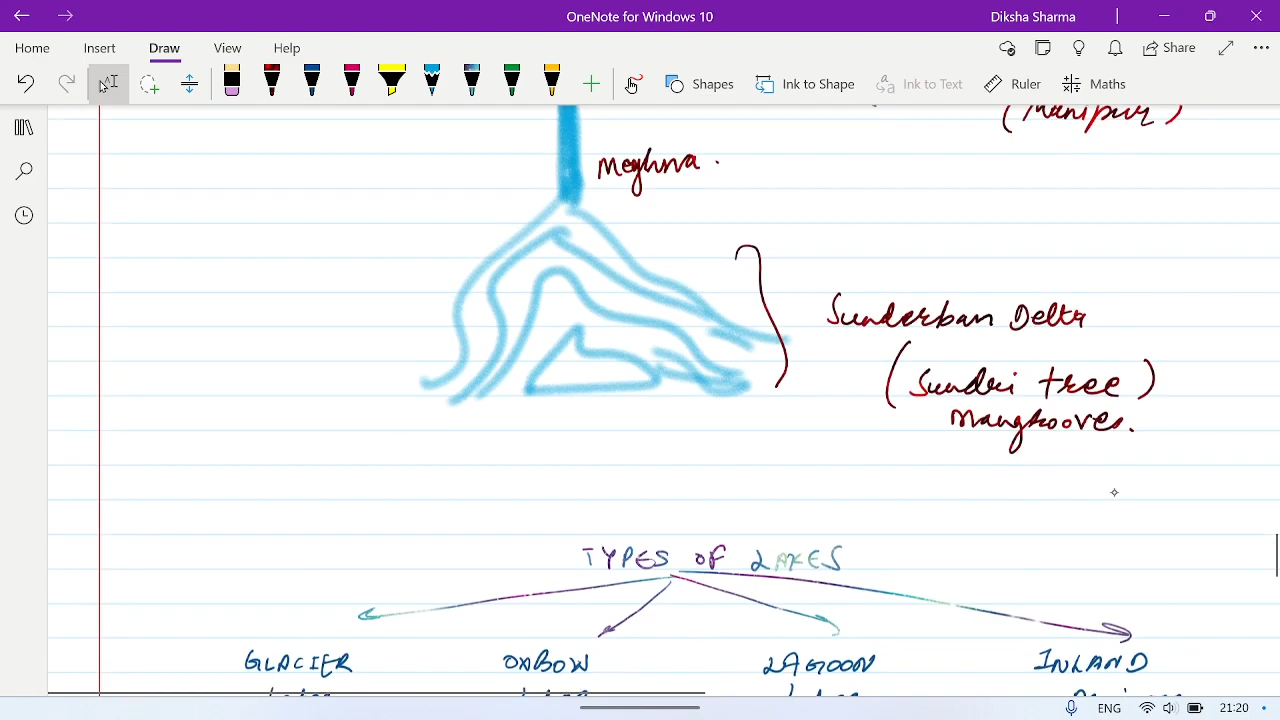 OneNote for Windows 10
Diksha Sharma
Home Insert Draw View Help
Share
Shapes
Ink to Shape
Ink to Text
Ruler
Maths
(Manipur)
Meghna.
Sunderban Delta
(Sundri tree)
Mangrooves.
TYPES OF LAKES
GLACIER OXBOW LAGOON INLAND
ENG
21:20